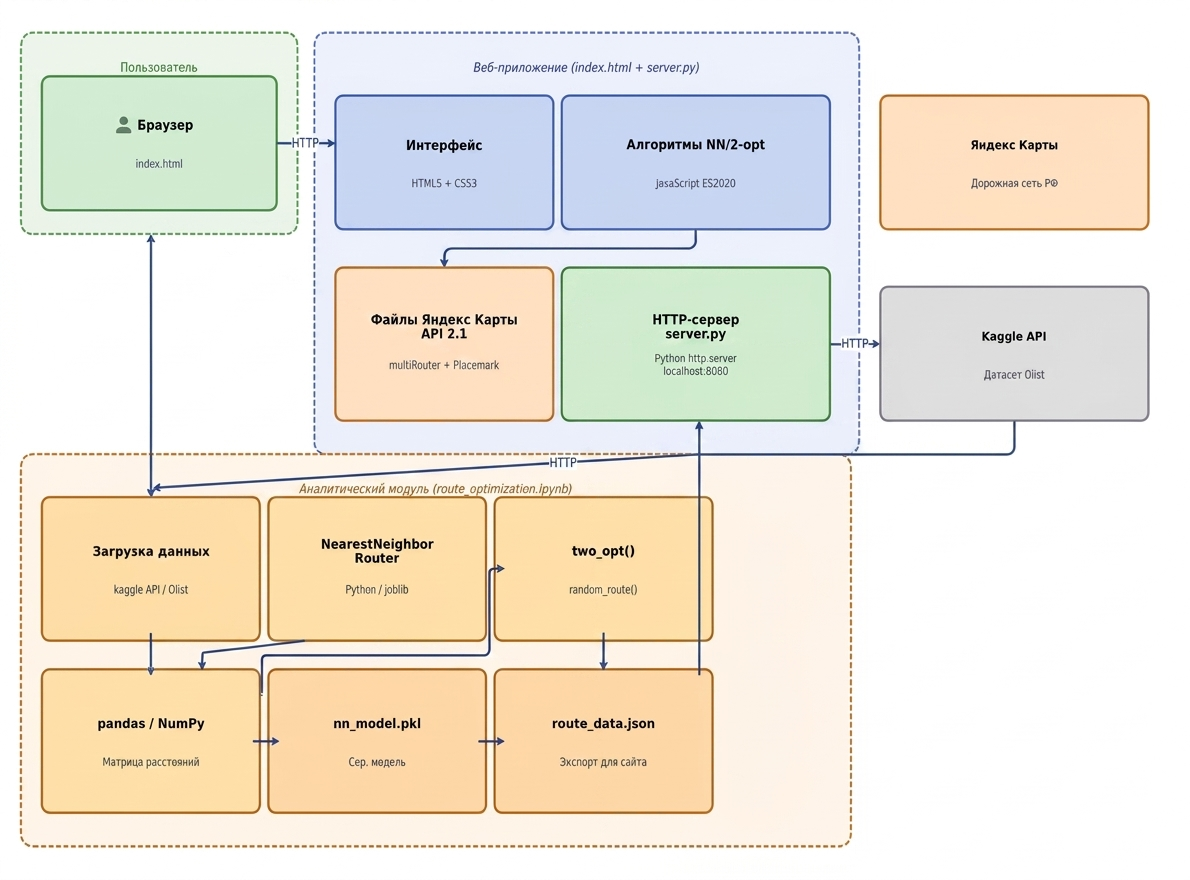 Пользователь
Браузер
index.html
HTTP
Веб-приложение (index.html + server.py)
Интерфейс
HTML5 + CSS3
Алгоритмы NN/2-opt
jasaScript ES2020
Яндекс Карты
Дорожная сеть РФ
Файлы Яндекс Карты
API 2.1
multiRouter + Placemark
HTTP-сервер
server.py
Python http.server
localhost:8080
HTTP
Kaggle API
Датасет Olist
HTTP
Аналитический модуль (route_optimization.ipynb)
Загрузка данных
kaggle API / Olist
NearestNeighbor
Router
Python / joblib
two_opt()
random_route()
pandas / NumPy
Матрица расстояний
nn_model.pkl
Сер. модель
route_data.json
Экспорт для сайта